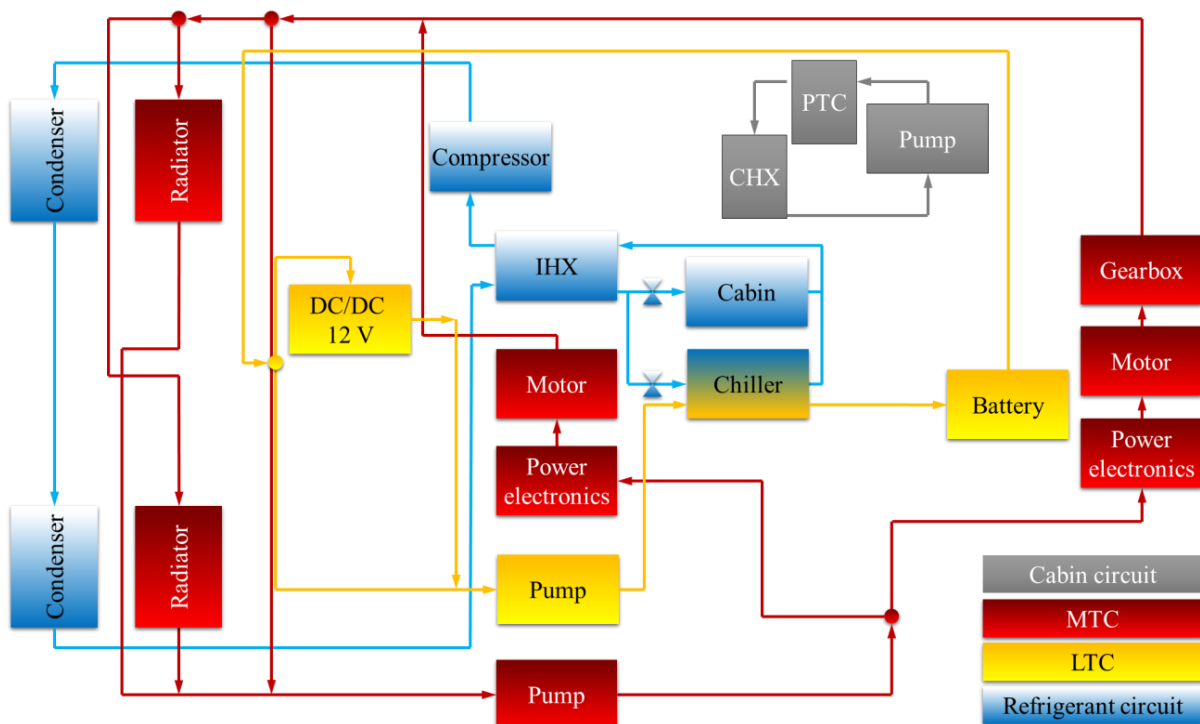 PTC
Pump
CHX
Condenser
Radiator
Compressor
IHX
Cabin
Gearbox
DC/DC
12 V
Motor
Chiller
Motor
Battery
Power
electronics
Power
electronics
Condenser
Radiator
Pump
Pump
Cabin circuit
MTC
LTC
Refrigerant circuit